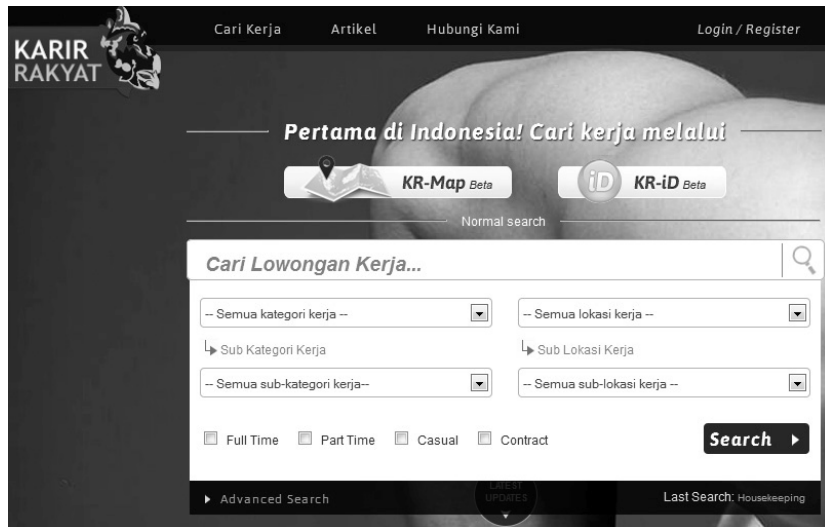 KARIR
RAKYAT
Cari Kerja Artikel Hubungi Kami Login / Register
Pertama di Indonesia! Cari kerja melalui
KR-Map Beta iD KR-iD Beta
Normal search
Cari Lowongan Kerja...
-- Semua kategori kerja -- -- Semua lokasi kerja --
Sub Kategori Kerja Sub Lokasi Kerja
-- Semua sub-kategori kerja-- -- Semua sub-lokasi kerja --
Full Time Part Time Casual Contract Search
Advanced Search LATEST UPDATES Last Search: Housekeeping